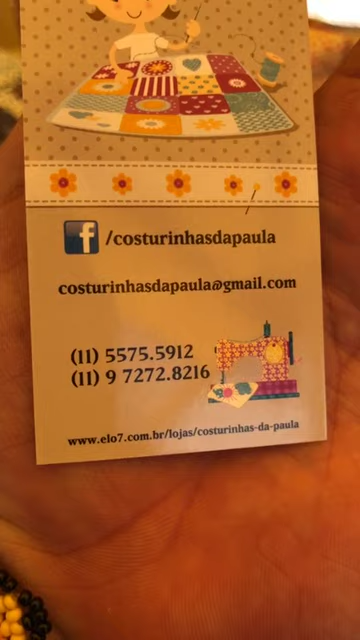 f /costurinhasdapaula
costurinhasdapaula@gmail.com
(11) 5575.5912
(11) 9 7272.8216
www.elo7.com.br/lojas/costurinhas-da-paula